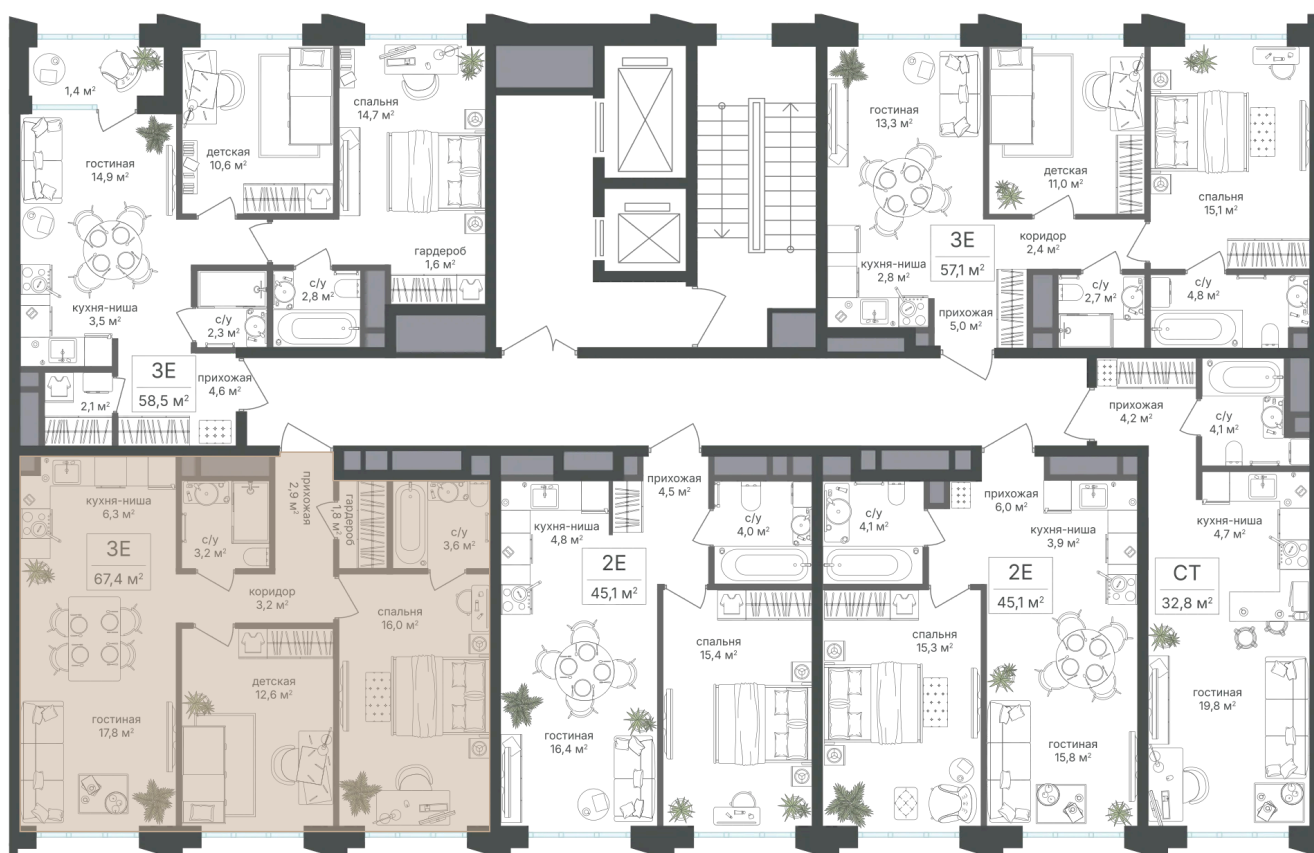 1,4 м²
гостиная
14,9 м²
детская
10,6 м²
спальня
14,7 м²
гардероб
1,6 м²
кухня-ниша
3,5 м²
с/у
2,3 м²
с/у
2,8 м²
2,1 м²
3Е
58,5 м²
прихожая
4,6 м²
гостиная
13,3 м²
детская
11,0 м²
спальня
15,1 м²
3Е
57,1 м²
коридор
2,4 м²
кухня-ниша
2,8 м²
прихожая
5,0 м²
с/у
2,7 м²
с/у
4,8 м²
прихожая
4,2 м²
с/у
4,1 м²
кухня-ниша
4,7 м²
СТ
32,8 м²
гостиная
19,8 м²
кухня-ниша
6,3 м²
3Е
67,4 м²
с/у
3,2 м²
прихожая
2,9 м²
гардероб
1,8 м²
с/у
3,6 м²
коридор
3,2 м²
спальня
16,0 м²
детская
12,6 м²
гостиная
17,8 м²
кухня-ниша
4,8 м²
прихожая
4,5 м²
с/у
4,0 м²
2Е
45,1 м²
спальня
15,4 м²
гостиная
16,4 м²
с/у
4,1 м²
прихожая
6,0 м²
кухня-ниша
3,9 м²
2Е
45,1 м²
спальня
15,3 м²
гостиная
15,8 м²